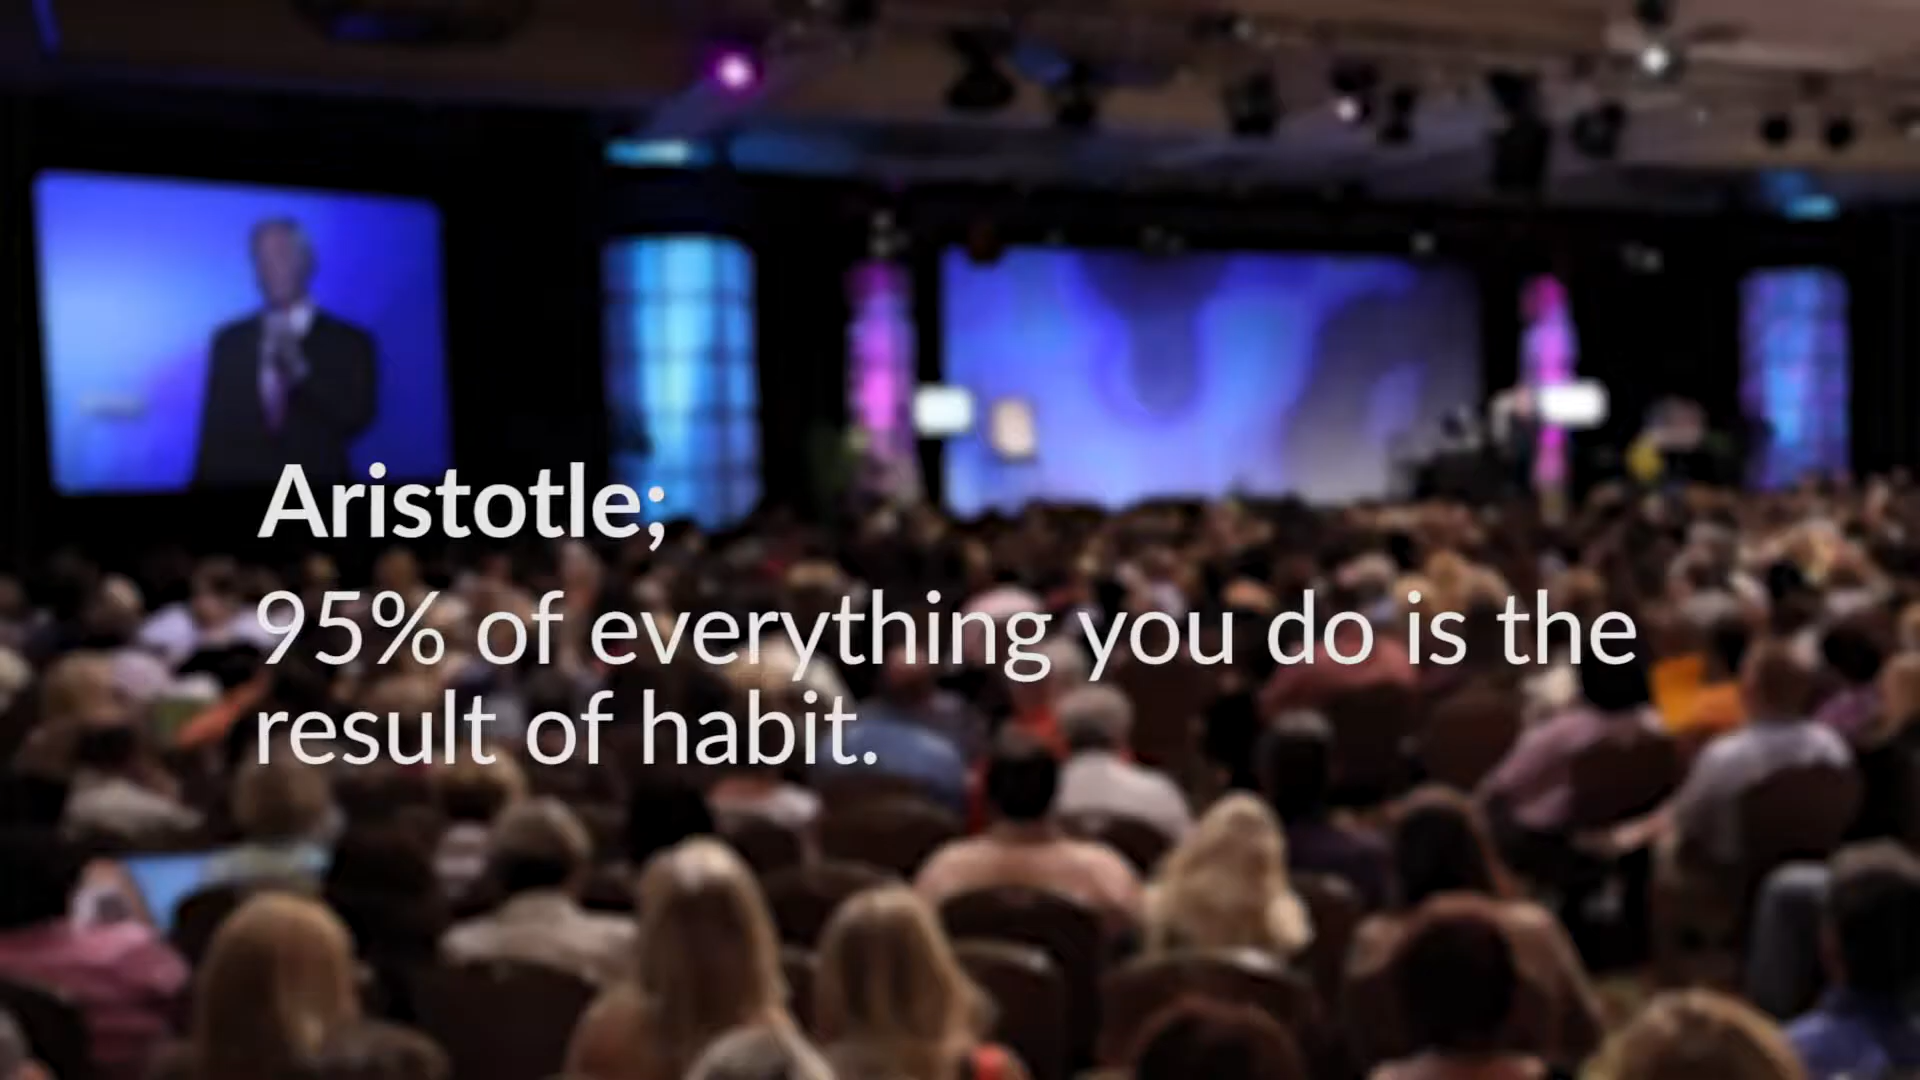 Aristotle;
95% of everything you do is the
result of habit.